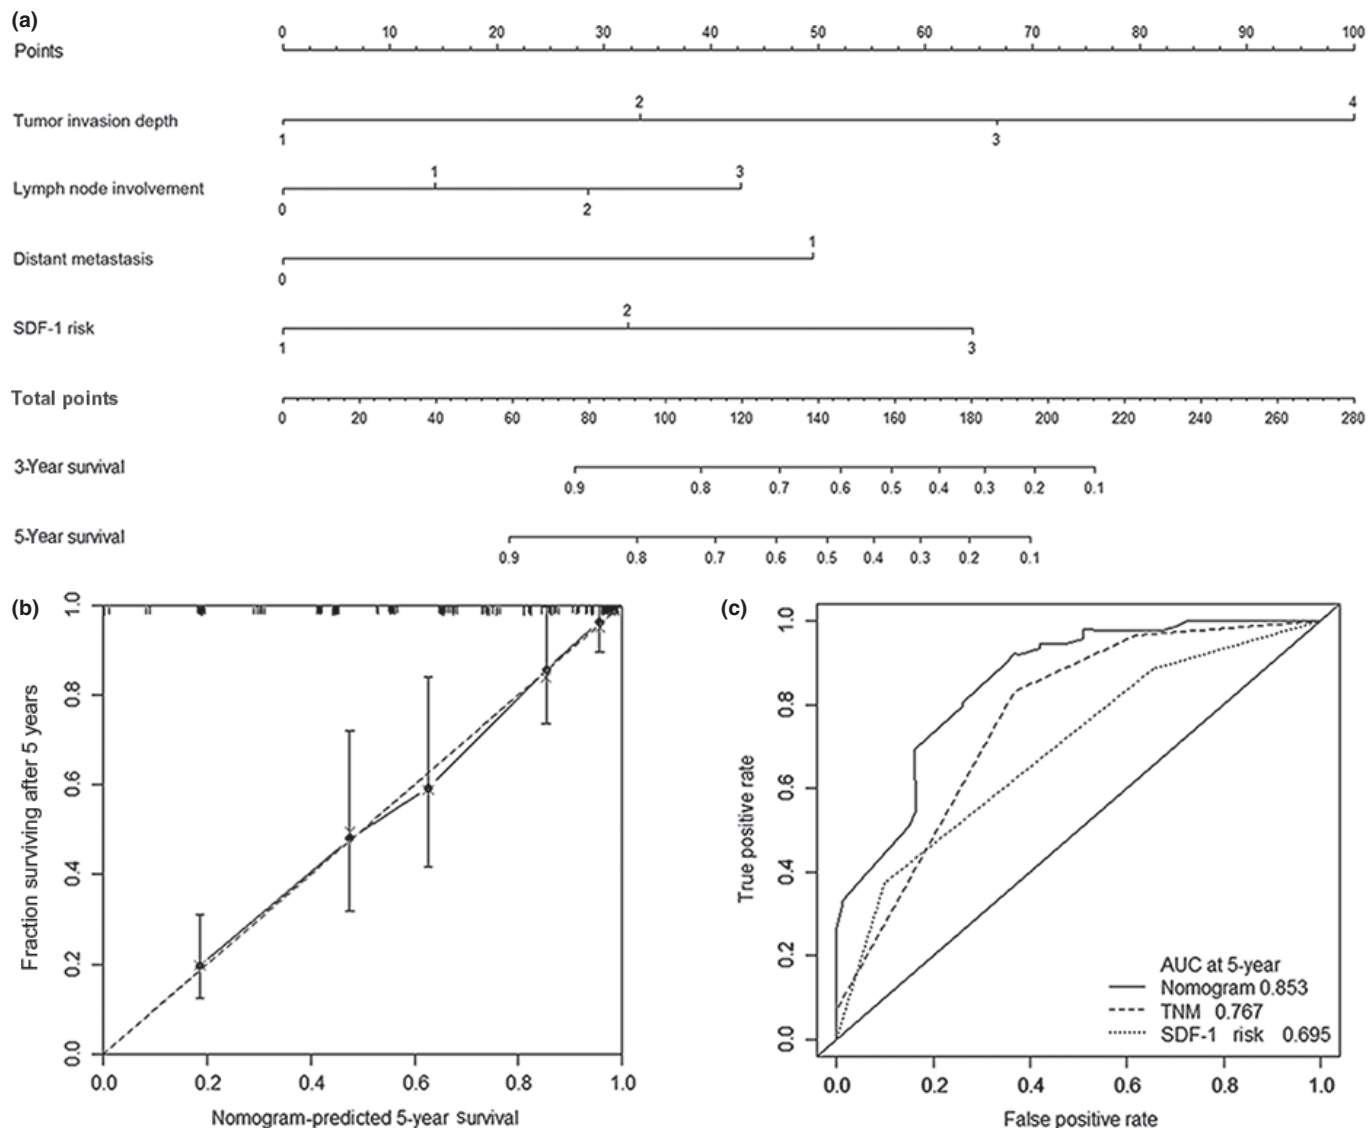 (a)
0 10 20 30 40 50 60 70 80 90 100
Points
2 4
Tumor invasion depth
1 3
1 3
Lymph node involvement
0 2
1
Distant metastasis
0
2
SDF-1 risk
1 3
Total points
0 20 40 60 80 100 120 140 160 180 200 220 240 260 280
3-Year survival
0.9 0.8 0.7 0.6 0.5 0.4 0.3 0.2 0.1
5-Year survival
0.9 0.8 0.7 0.6 0.5 0.4 0.3 0.2 0.1
(b)
Fraction surviving after 5 years
1.0
0.8
0.6
0.4
0.2
0.0
0.0 0.2 0.4 0.6 0.8 1.0
Nomogram-predicted 5-year survival
(c)
True positive rate
1.0
0.8
0.6
0.4
0.2
0.0
AUC at 5-year
Nomogram 0.853
TNM 0.767
SDF-1 risk 0.695
0.0 0.2 0.4 0.6 0.8 1.0
False positive rate